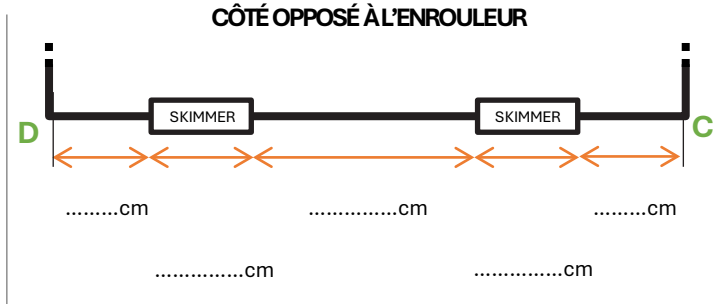 CÔTÉ OPPOSÉ À L'ENROULEUR
SKIMMER SKIMMER
D C
.........cm ...............cm .........cm
...............cm ...............cm